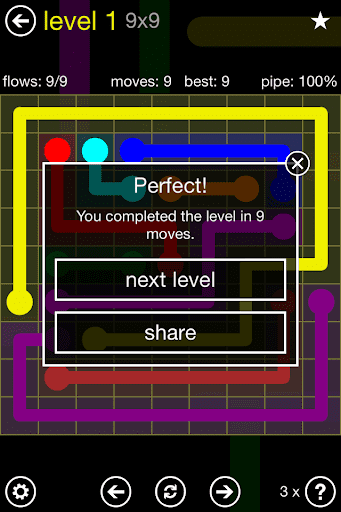 level 1 9x9
flows: 9/9 moves: 9 best: 9 pipe: 100%
Perfect!
You completed the level in 9
moves.
next level
share
3 x ?